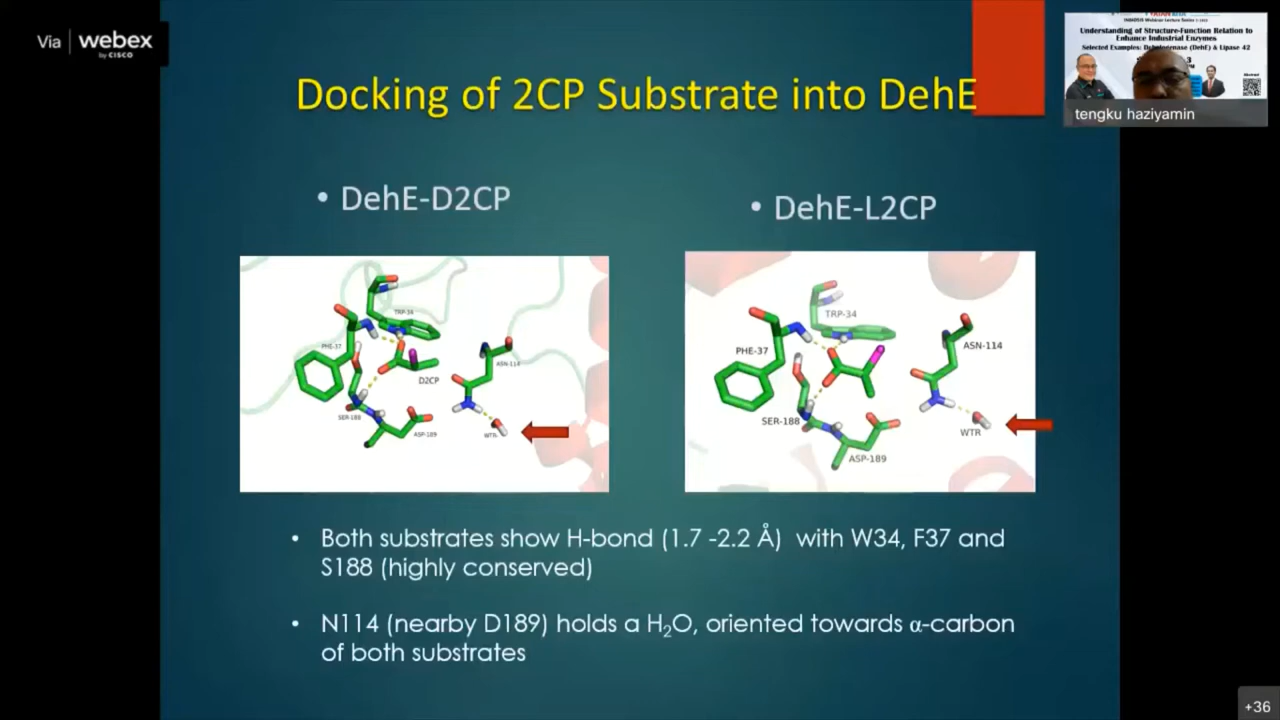 Via webex
by CISCO
Understanding of Structure-Function Relation to
Enhance Industrial Enzymes
Selected Examples: Dehalogenase (DehE) & Lipase 42
tengku haziyamin
Docking of 2CP Substrate into DehE
• DehE-D2CP
• DehE-L2CP
TRP-34
PHE-37
D2CP
ASN-114
SER-188
ASP-189
WTR
TRP-34
PHE-37
ASN-114
SER-188
WTR
ASP-189
• Both substrates show H-bond (1.7 -2.2 Å) with W34, F37 and
S188 (highly conserved)
• N114 (nearby D189) holds a H₂O, oriented towards α-carbon
of both substrates
+36